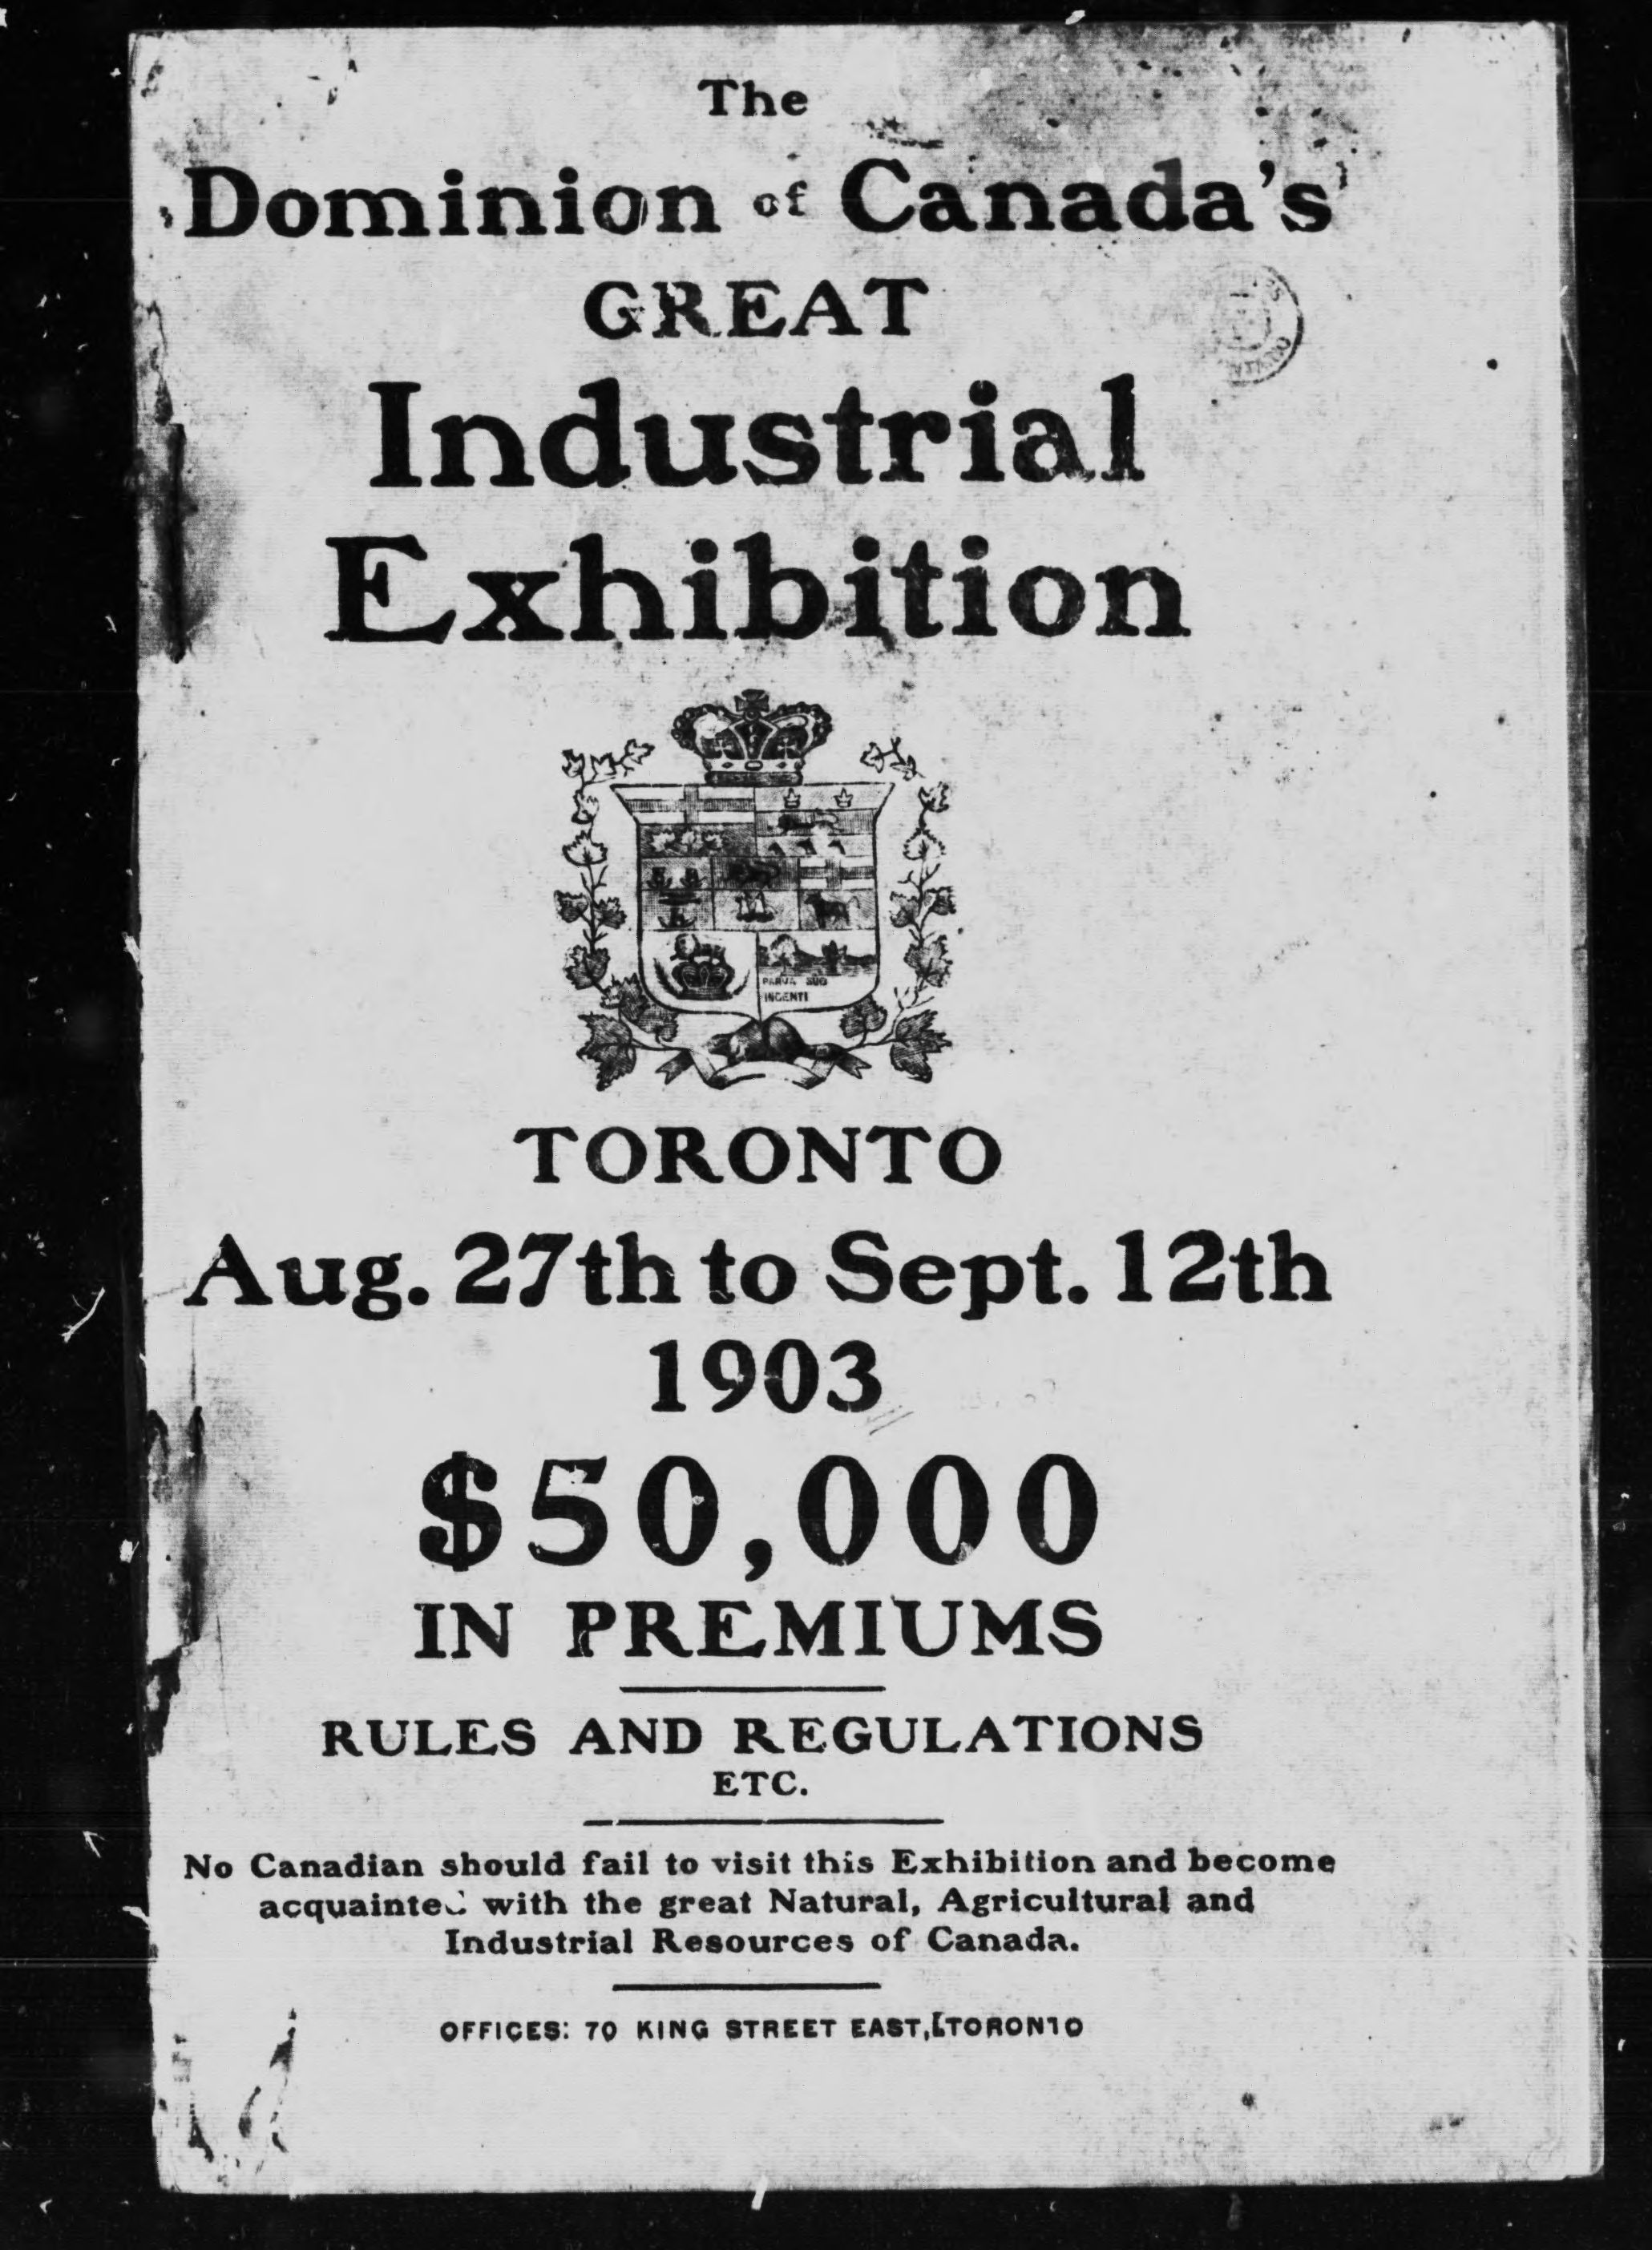 The
Dominion of Canada's
GREAT
Industrial
Exhibition
PARVA SUB
INGENTI
TORONTO
Aug. 27th to Sept. 12th
1903
$50,000
IN PREMIUMS
RULES AND REGULATIONS
ETC.
No Canadian should fail to visit this Exhibition and become
acquainted with the great Natural, Agricultural and
Industrial Resources of Canada.
OFFICES: 70 KING STREET EAST, TORONTO